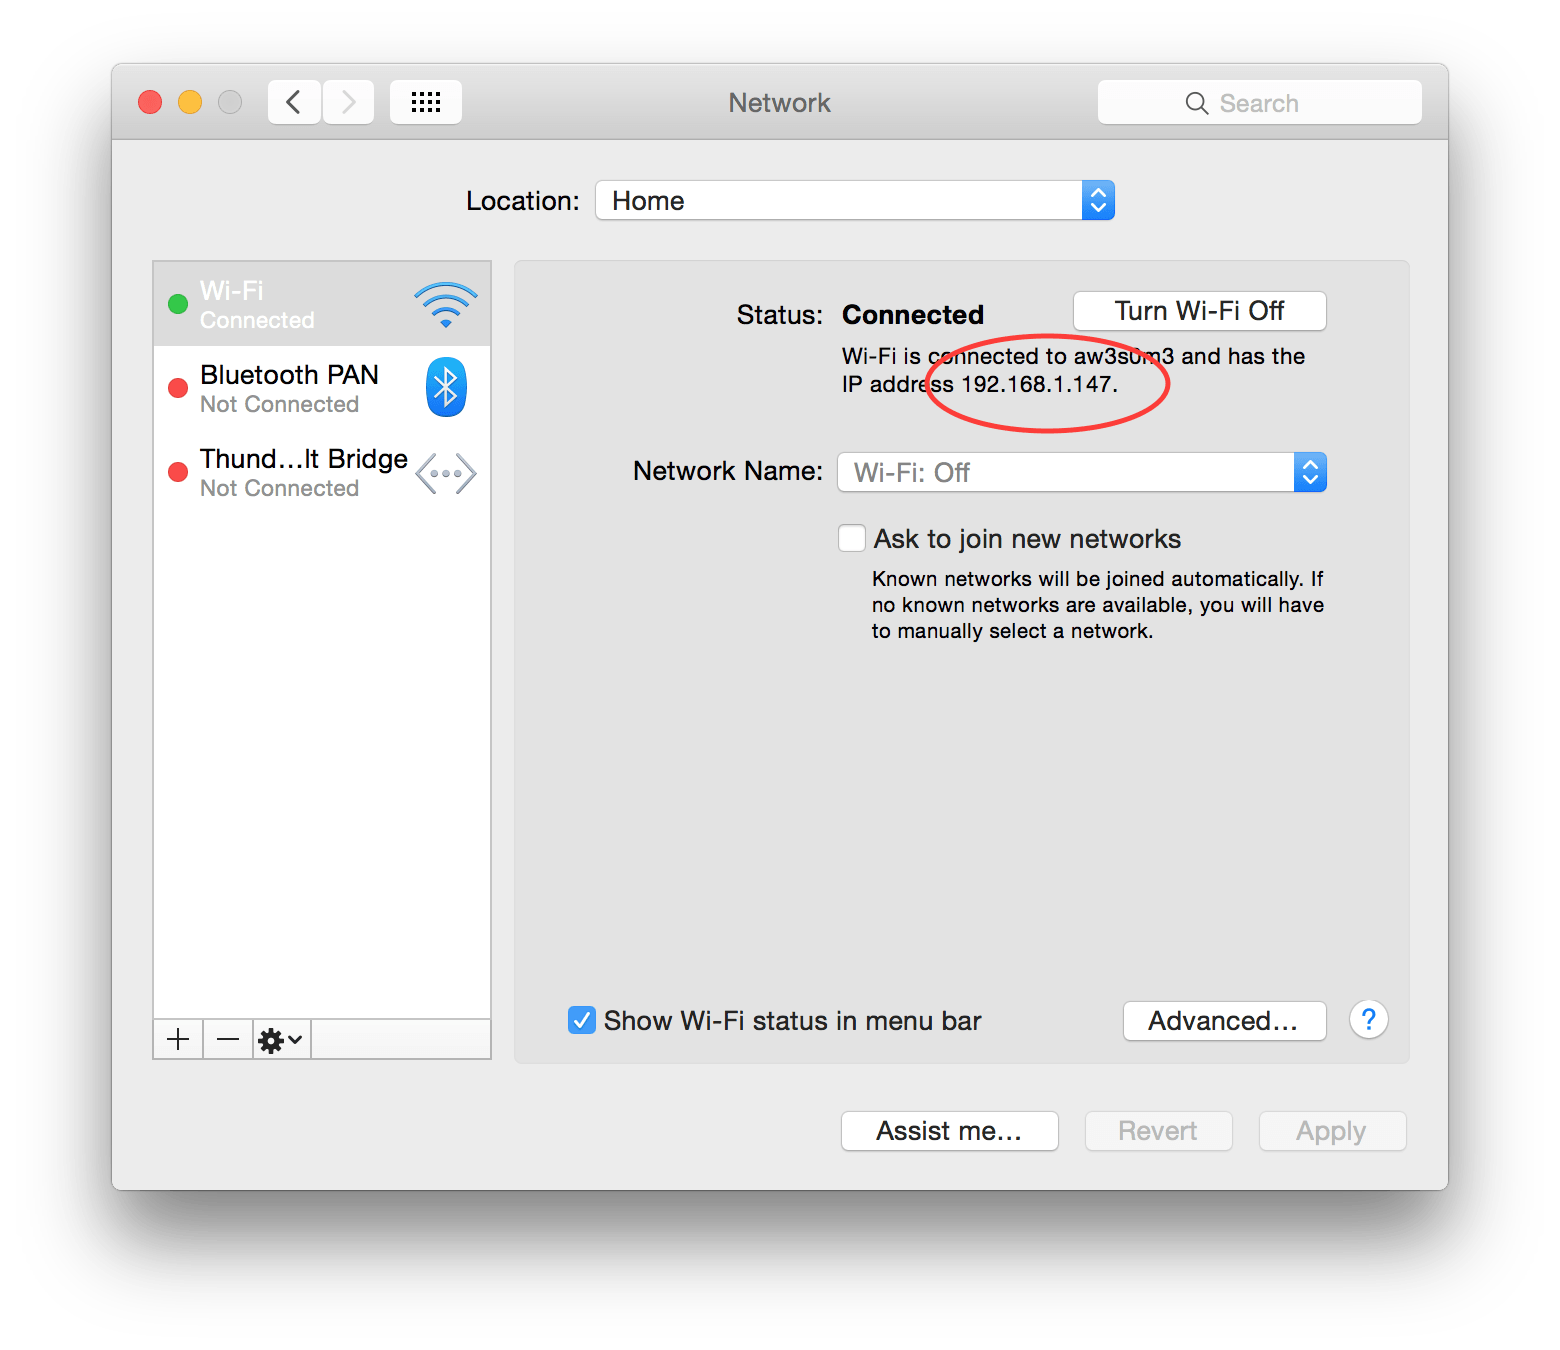 Network
Search
Location: Home
Wi-Fi
Connected
Bluetooth PAN
Not Connected
Thund...lt Bridge
Not Connected
Status: Connected
Turn Wi-Fi Off
Wi-Fi is connected to aw3s0m3 and has the
IP address 192.168.1.147.
Network Name: Wi-Fi: Off
Ask to join new networks
Known networks will be joined automatically. If
no known networks are available, you will have
to manually select a network.
Show Wi-Fi status in menu bar
Advanced...
?
Assist me...
Revert
Apply